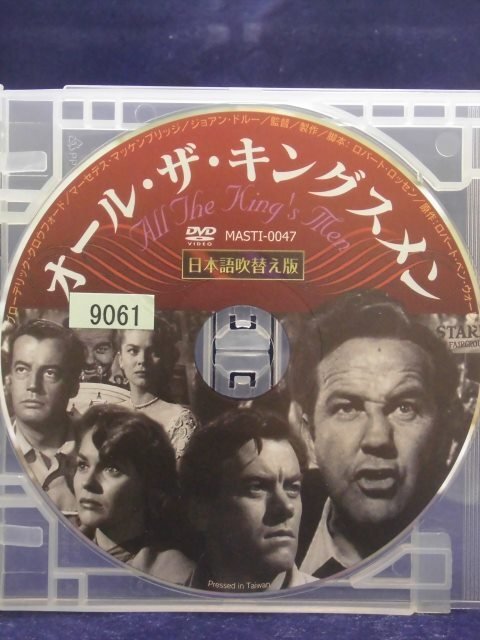 ブローデリック・クロウフォード／マーセデス・マッケンブリッジ／ジョアン・ドルー／監督／製作／脚本：ロバート・ロッセン／原作：ロバート・ペン・ウォー
オール・ザ・キングスメン
All The King's Men
DVD VIDEO
MASTI-0047
日本語吹替え版
9061
STAR
FAIRGROU
Pressed in Taiwan
PP